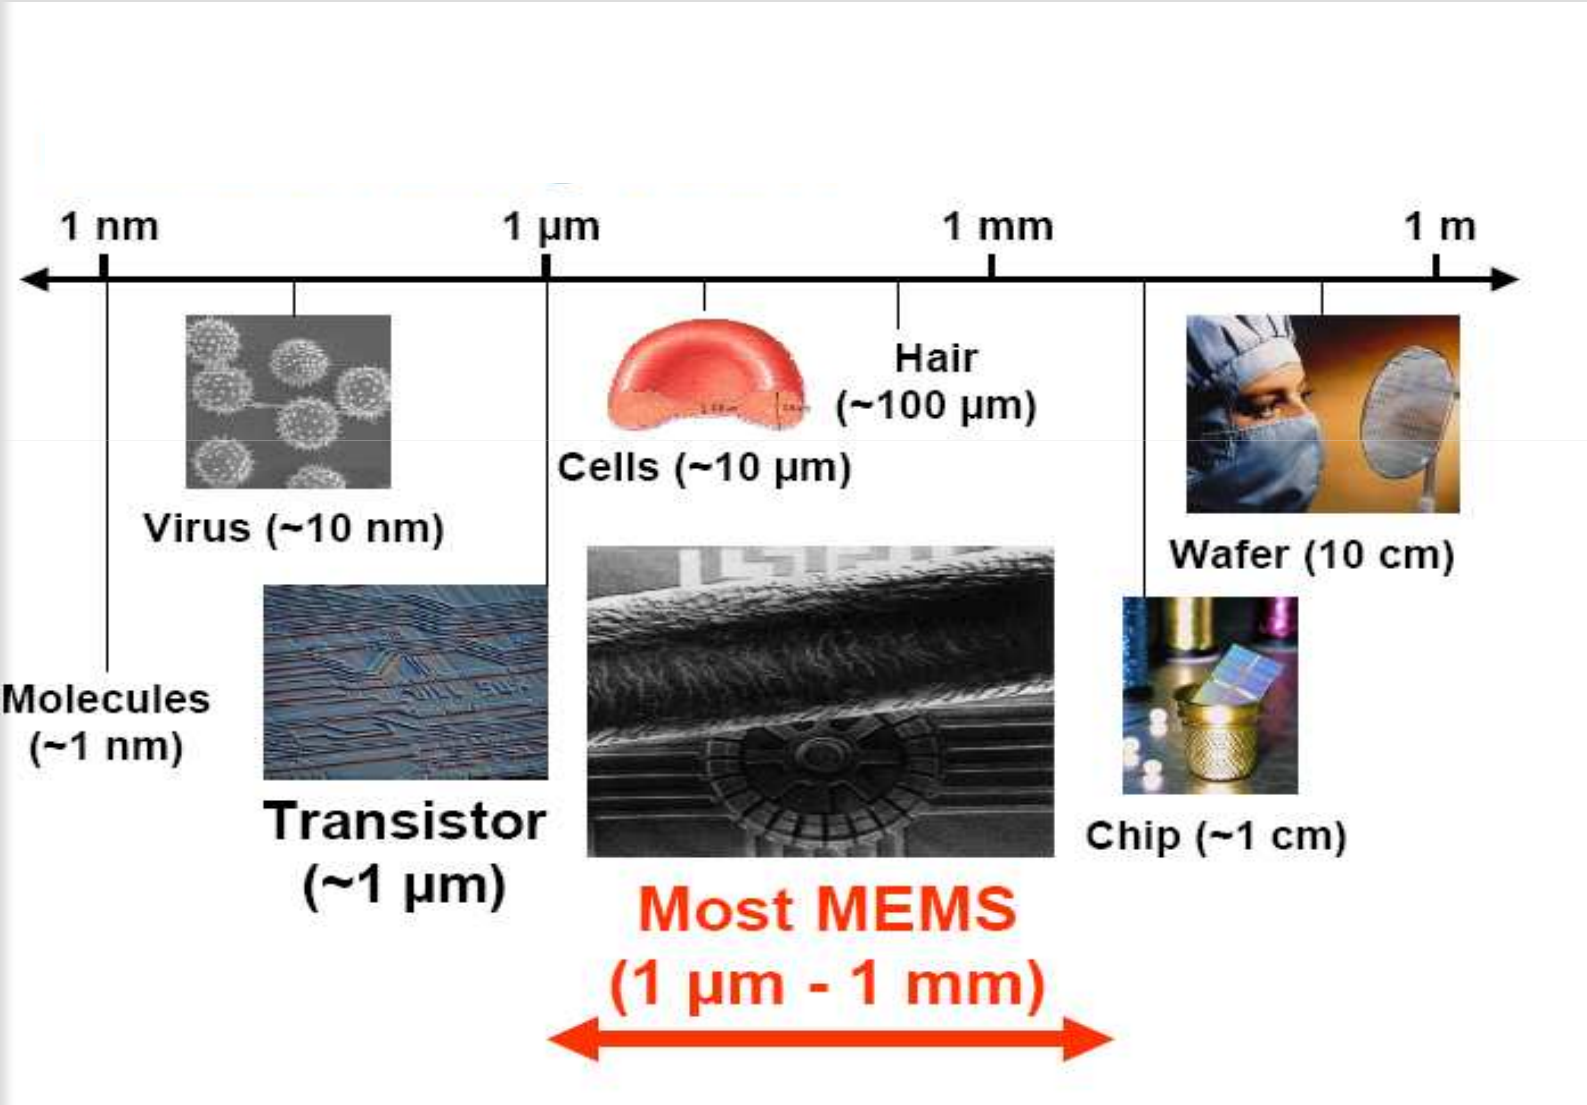 1 nm
1 µm
1 mm
1 m
Hair
(~100 µm)
Cells (~10 µm)
Virus (~10 nm)
Wafer (10 cm)
Molecules
(~1 nm)
Transistor
(~1 µm)
Chip (~1 cm)
Most MEMS
(1 µm - 1 mm)